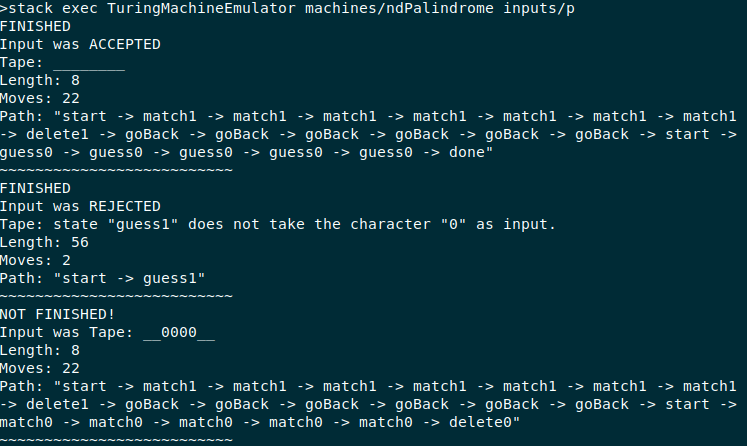 >stack exec TuringMachineEmulator machines/ndPalindrome inputs/p
FINISHED
Input was ACCEPTED
Tape: ________
Length: 8
Moves: 22
Path: "start -> match1 -> match1 -> match1 -> match1 -> match1 -> match1 -> match1
-> delete1 -> goBack -> goBack -> goBack -> goBack -> goBack -> goBack -> start ->
guess0 -> guess0 -> guess0 -> guess0 -> guess0 -> done"
~~~~~~~~~~~~~~~~~~~~~~~~~~
FINISHED
Input was REJECTED
Tape: state "guess1" does not take the character "0" as input.
Length: 56
Moves: 2
Path: "start -> guess1"
~~~~~~~~~~~~~~~~~~~~~~~~~~
NOT FINISHED!
Input was Tape: __0000__
Length: 8
Moves: 22
Path: "start -> match1 -> match1 -> match1 -> match1 -> match1 -> match1 -> match1
-> delete1 -> goBack -> goBack -> goBack -> goBack -> goBack -> goBack -> start ->
match0 -> match0 -> match0 -> match0 -> match0 -> delete0"
~~~~~~~~~~~~~~~~~~~~~~~~~~